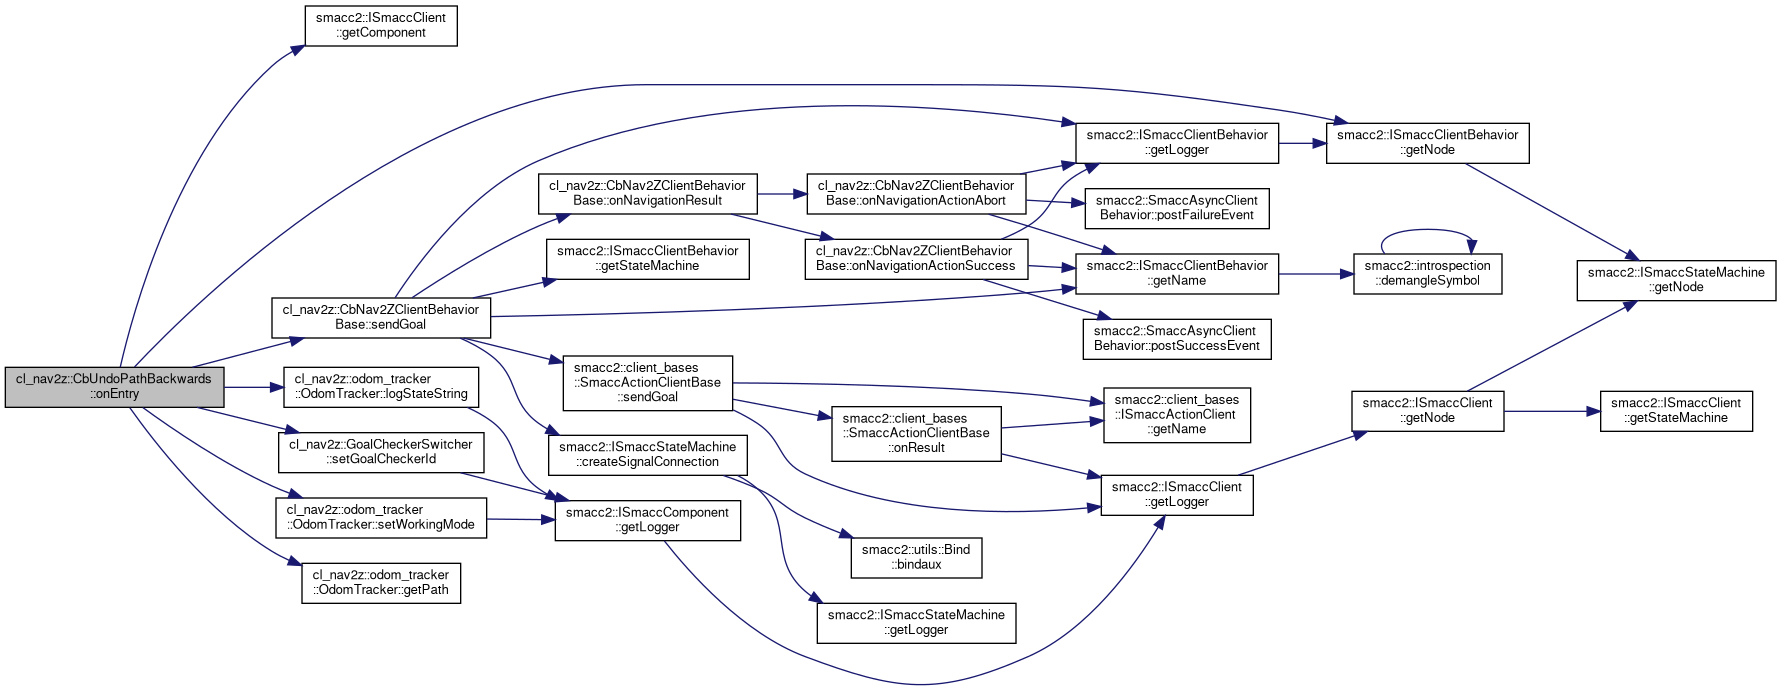 smacc2::ISmaccClient
::getComponent
smacc2::ISmaccClientBehavior
::getLogger
smacc2::ISmaccClientBehavior
::getNode
cl_nav2z::CbNav2ZClientBehavior
Base::onNavigationResult
cl_nav2z::CbNav2ZClientBehavior
Base::onNavigationActionAbort
smacc2::SmaccAsyncClient
Behavior::postFailureEvent
smacc2::ISmaccClientBehavior
::getStateMachine
cl_nav2z::CbNav2ZClientBehavior
Base::onNavigationActionSuccess
smacc2::ISmaccClientBehavior
::getName
smacc2::introspection
::demangleSymbol
smacc2::ISmaccStateMachine
::getNode
cl_nav2z::CbNav2ZClientBehavior
Base::sendGoal
smacc2::SmaccAsyncClient
Behavior::postSuccessEvent
cl_nav2z::CbUndoPathBackwards
::onEntry
cl_nav2z::odom_tracker
::OdomTracker::logStateString
smacc2::client_bases
::SmaccActionClientBase
::sendGoal
smacc2::client_bases
::ISmaccActionClient
::getName
smacc2::ISmaccClient
::getNode
smacc2::ISmaccClient
::getStateMachine
smacc2::client_bases
::SmaccActionClientBase
::onResult
cl_nav2z::GoalCheckerSwitcher
::setGoalCheckerId
smacc2::ISmaccStateMachine
::createSignalConnection
smacc2::ISmaccClient
::getLogger
cl_nav2z::odom_tracker
::OdomTracker::setWorkingMode
smacc2::ISmaccComponent
::getLogger
smacc2::utils::Bind
::bindaux
cl_nav2z::odom_tracker
::OdomTracker::getPath
smacc2::ISmaccStateMachine
::getLogger